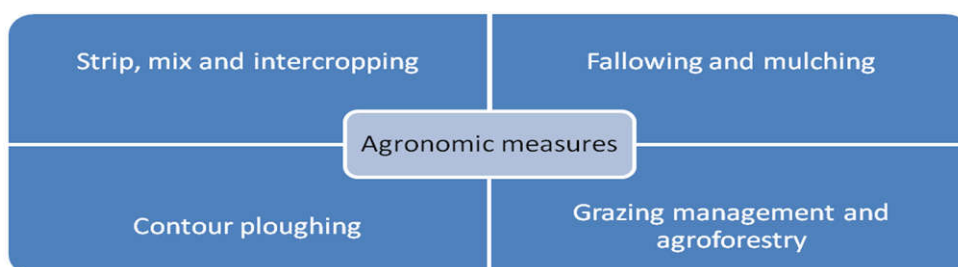 Strip, mix and intercropping
Fallowing and mulching
Agronomic measures
Contour ploughing
Grazing management and
agroforestry